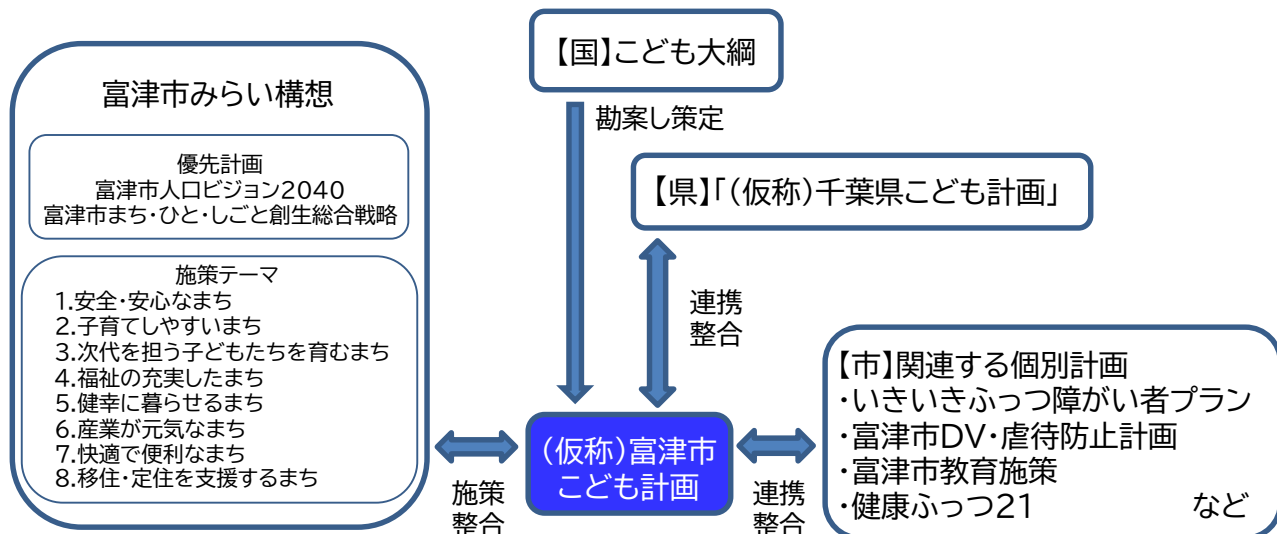 富津市みらい構想
優先計画
富津市人口ビジョン2040
富津市まち・ひと・しごと創生総合戦略
施策テーマ
1.安全・安心なまち
2.子育てしやすいまち
3.次代を担う子どもたちを育むまち
4.福祉の充実したまち
5.健幸に暮らせるまち
6.産業が元気なまち
7.快適で便利なまち
8.移住・定住を支援するまち
【国】こども大綱
勘案し策定
【県】「(仮称)千葉県こども計画」
連携
整合
施策
整合
(仮称)富津市
こども計画
連携
整合
【市】関連する個別計画
・いきいきふっつ障がい者プラン
・富津市DV・虐待防止計画
・富津市教育施策
・健康ふっつ21 など